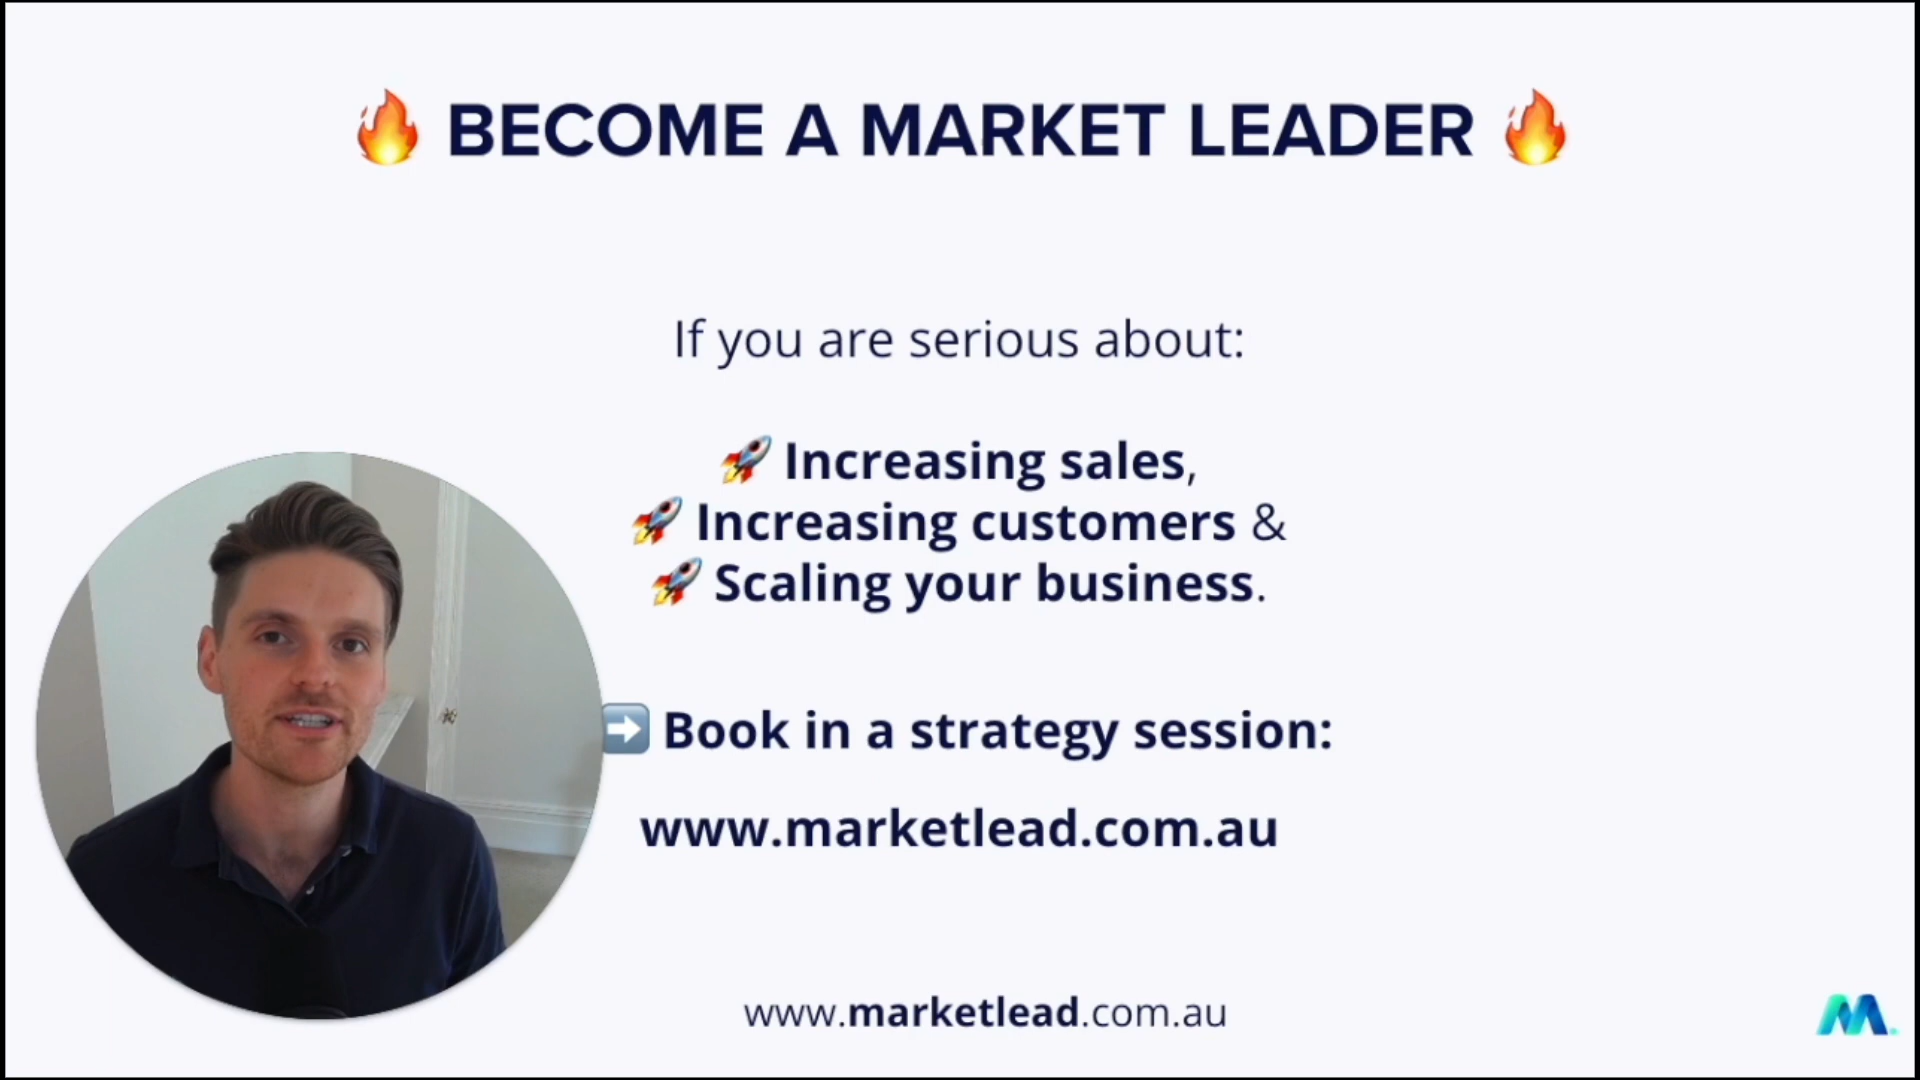 🔥 BECOME A MARKET LEADER 🔥
If you are serious about:
🚀 Increasing sales,
🚀 Increasing customers &
🚀 Scaling your business.
➡️ Book in a strategy session:
www.marketlead.com.au
www.marketlead.com.au
M.